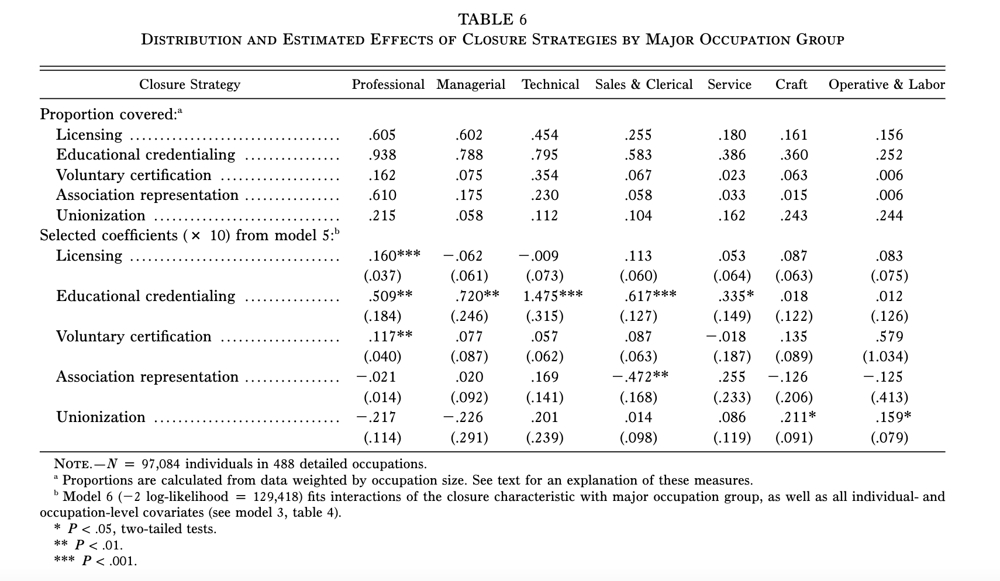 TABLE 6
Distribution and Estimated Effects of Closure Strategies by Major Occupation Group
Closure Strategy Professional Managerial Technical Sales & Clerical Service Craft Operative & Labor
Proportion covered:ᵃ
Licensing .................................. .605 .602 .454 .255 .180 .161 .156
Educational credentialing ................ .938 .788 .795 .583 .386 .360 .252
Voluntary certification .................... .162 .075 .354 .067 .023 .063 .006
Association representation ................ .610 .175 .230 .058 .033 .015 .006
Unionization ............................... .215 .058 .112 .104 .162 .243 .244
Selected coefficients (× 10) from model 5:ᵇ
Licensing .................................. .160*** −.062 −.009 .113 .053 .087 .083
(.037) (.061) (.073) (.060) (.064) (.063) (.075)
Educational credentialing ................ .509** .720** 1.475*** .617*** .335* .018 .012
(.184) (.246) (.315) (.127) (.149) (.122) (.126)
Voluntary certification .................... .117** .077 .057 .087 −.018 .135 .579
(.040) (.087) (.062) (.063) (.187) (.089) (1.034)
Association representation ................ −.021 .020 .169 −.472** .255 −.126 −.125
(.014) (.092) (.141) (.168) (.233) (.206) (.413)
Unionization ............................... −.217 −.226 .201 .014 .086 .211* .159*
(.114) (.291) (.239) (.098) (.119) (.091) (.079)
Note.—N = 97,084 individuals in 488 detailed occupations.
ᵃ Proportions are calculated from data weighted by occupation size. See text for an explanation of these measures.
ᵇ Model 6 (−2 log-likelihood = 129,418) fits interactions of the closure characteristic with major occupation group, as well as all individual- and
occupation-level covariates (see model 3, table 4).
* P < .05, two-tailed tests.
** P < .01.
*** P < .001.